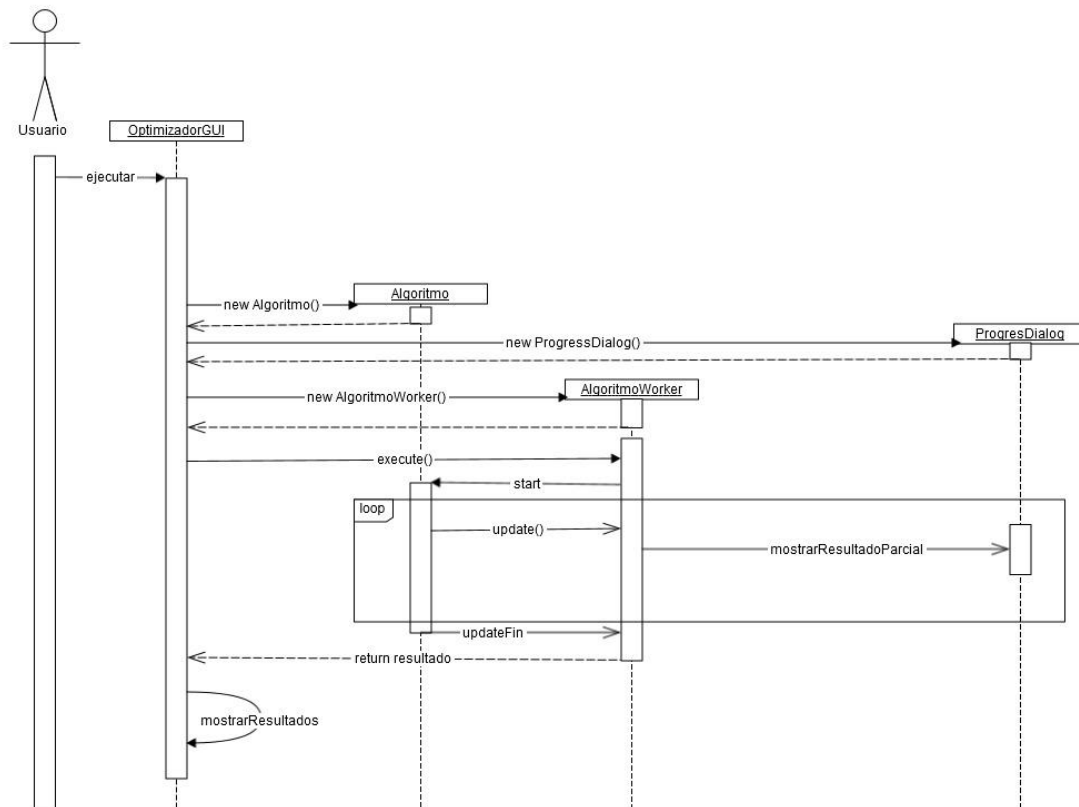 Usuario
OptimizadorGUI
ejecutar
Algoritmo
new Algoritmo()
ProgresDialog
new ProgressDialog()
AlgoritmoWorker
new AlgoritmoWorker()
execute()
start
loop
update()
mostrarResultadoParcial
updateFin
return resultado
mostrarResultados